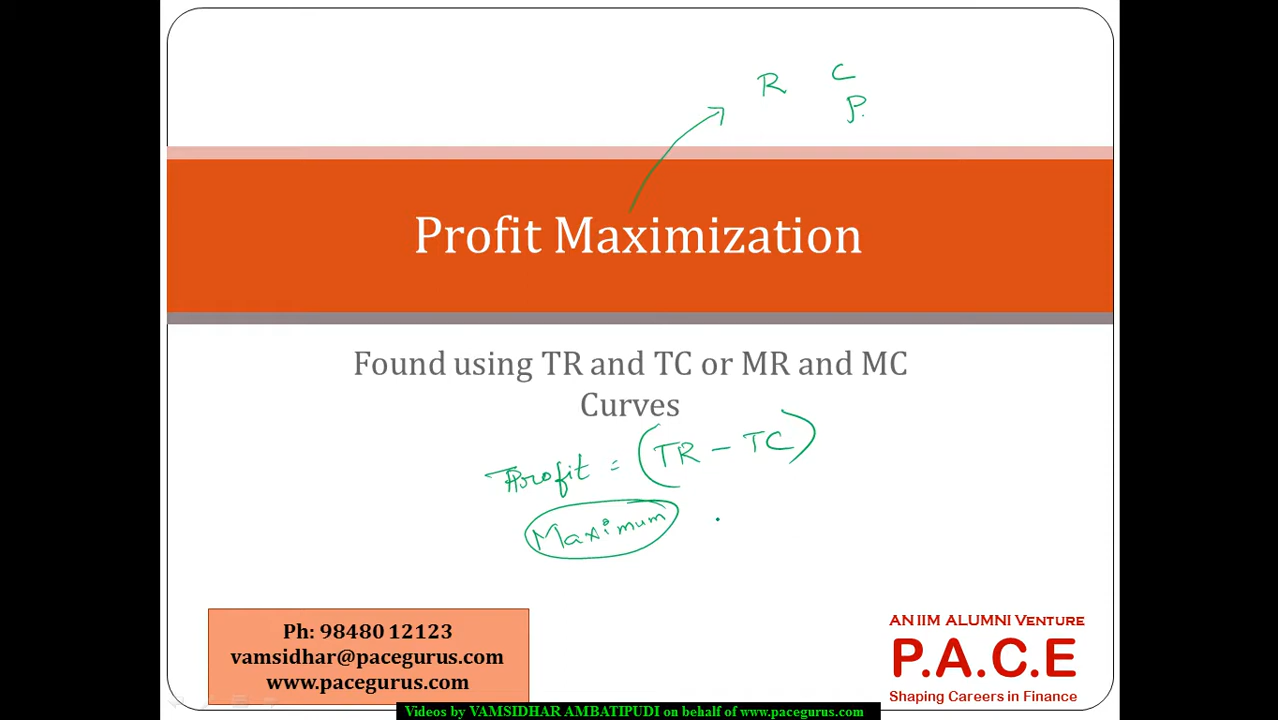 R C
P.
Profit Maximization
Found using TR and TC or MR and MC
Curves
Profit = (TR - TC)
Maximum
Ph: 98480 12123
vamsidhar@pacegurus.com
www.pacegurus.com
AN IIM ALUMNI VENTURE
P.A.C.E
Shaping Careers in Finance
Videos by VAMSIDHAR AMBATIPUDI on behalf of www.pacegurus.com